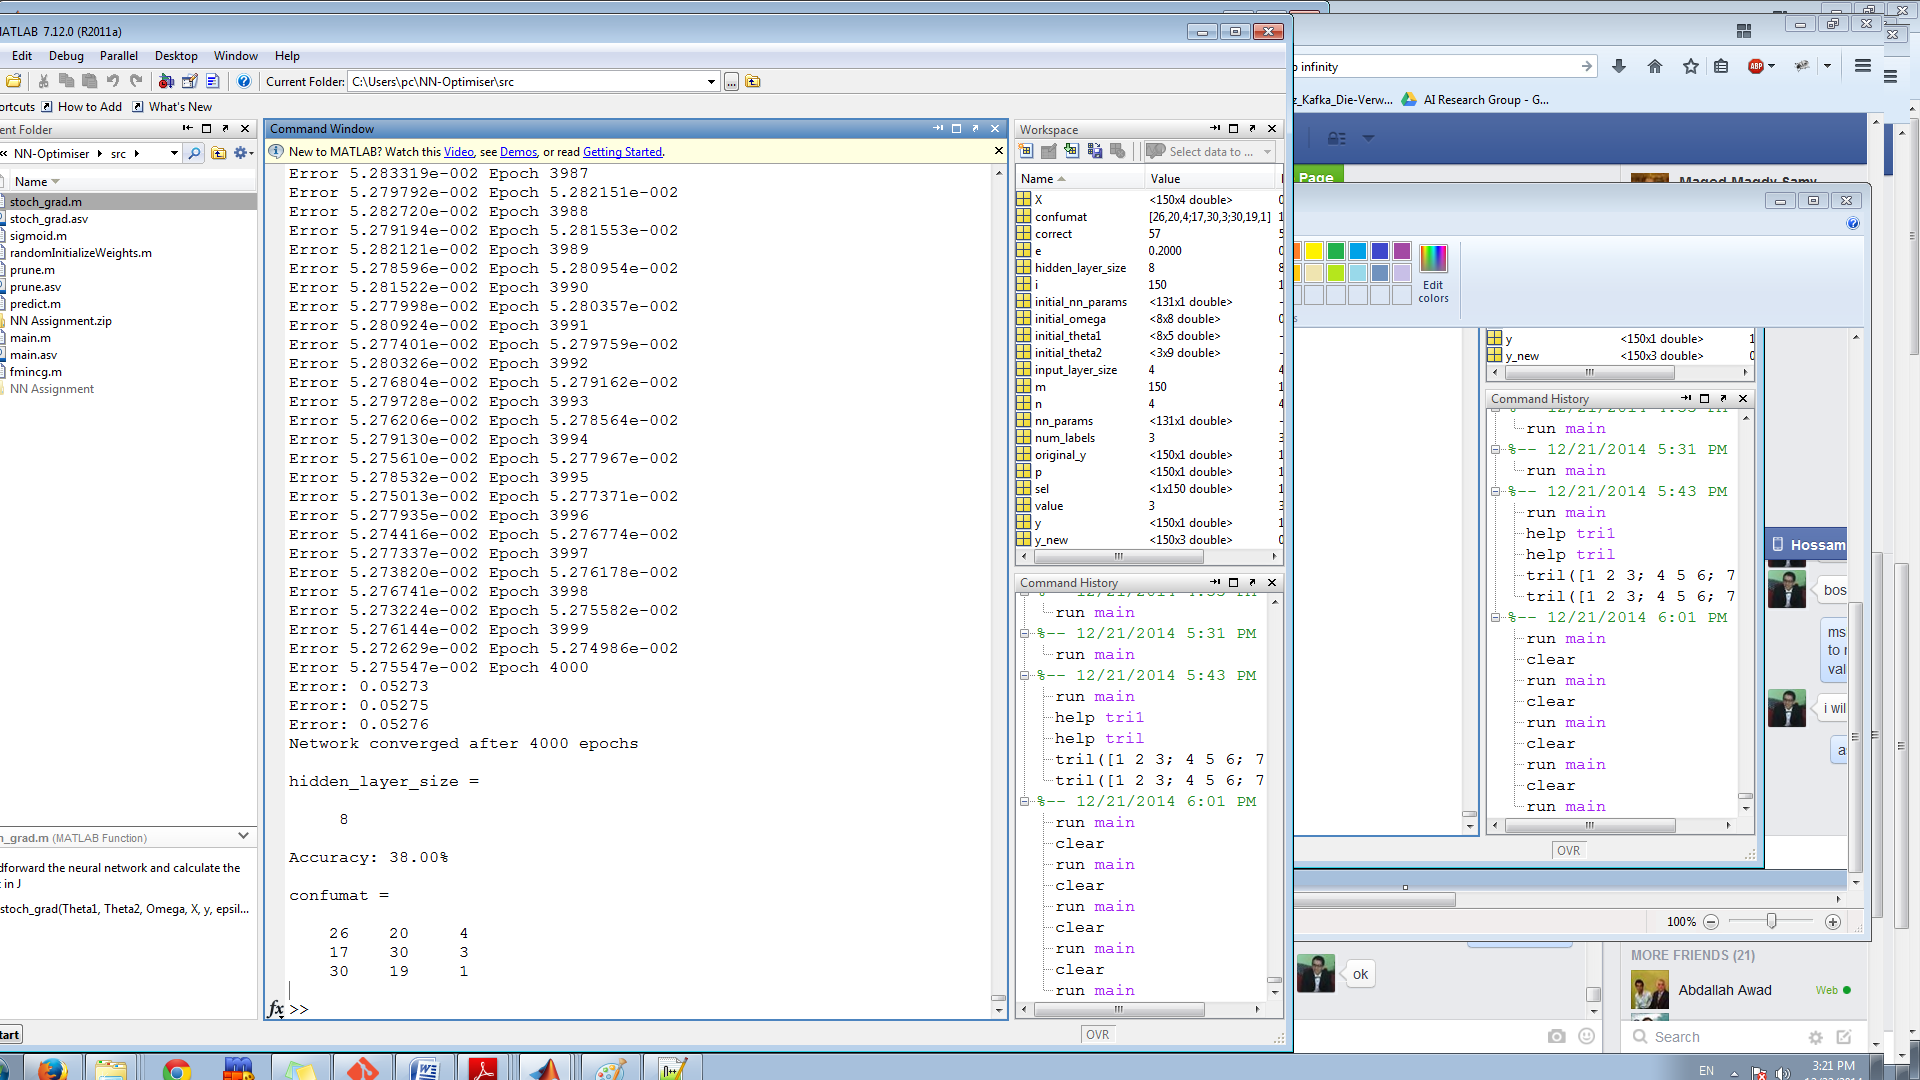 MATLAB 7.12.0 (R2011a)
Edit Debug Parallel Desktop Window Help
Current Folder: C:\Users\pc\NN-Optimiser\src
How to Add What's New
Folder
« NN-Optimiser src
Name
stoch_grad.m
stoch_grad.asv
sigmoid.m
randomInitializeWeights.m
prune.m
prune.asv
predict.m
NN Assignment.zip
main.m
main.asv
fmincg.m
NN Assignment
_grad.m (MATLAB Function)
dforward the neural network and calculate the
t in J
stoch_grad(Theta1, Theta2, Omega, X, y, epsil...
tart
Command Window
New to MATLAB? Watch this Video, see Demos, or read Getting Started.
Error 5.283319e-002 Epoch 3987
Error 5.279792e-002 5.282151e-002
Error 5.282720e-002 Epoch 3988
Error 5.279194e-002 5.281553e-002
Error 5.282121e-002 Epoch 3989
Error 5.278596e-002 5.280954e-002
Error 5.281522e-002 Epoch 3990
Error 5.277998e-002 5.280357e-002
Error 5.280924e-002 Epoch 3991
Error 5.277401e-002 5.279759e-002
Error 5.280326e-002 Epoch 3992
Error 5.276804e-002 5.279162e-002
Error 5.279728e-002 Epoch 3993
Error 5.276206e-002 5.278564e-002
Error 5.279130e-002 Epoch 3994
Error 5.275610e-002 5.277967e-002
Error 5.278532e-002 Epoch 3995
Error 5.275013e-002 5.277371e-002
Error 5.277935e-002 Epoch 3996
Error 5.274416e-002 5.276774e-002
Error 5.277337e-002 Epoch 3997
Error 5.273820e-002 5.276178e-002
Error 5.276741e-002 Epoch 3998
Error 5.273224e-002 5.275582e-002
Error 5.276144e-002 Epoch 3999
Error 5.272629e-002 5.274986e-002
Error 5.275547e-002 Epoch 4000
Error: 0.05273
Error: 0.05275
Error: 0.05276
Network converged after 4000 epochs
hidden_layer_size =
8
Accuracy: 38.00%
confumat =
26 20 4
17 30 3
30 19 1
fx >>
Workspace
Select data to ...
Name Value
X <150x4 double>
confumat [26,20,4;17,30,3;30,19,1]
correct 57
e 0.2000
hidden_layer_size 8
i 150
initial_nn_params <131x1 double>
initial_omega <8x8 double>
initial_theta1 <8x5 double>
initial_theta2 <3x9 double>
input_layer_size 4
m 150
n 4
nn_params <131x1 double>
num_labels 3
original_y <150x1 double>
p <150x1 double>
sel <1x150 double>
value 3
y <150x1 double>
y_new <150x3 double>
Command History
run main
%-- 12/21/2014 5:31 PM
run main
%-- 12/21/2014 5:43 PM
run main
help tri1
help tril
tril([1 2 3; 4 5 6; 7
tril([1 2 3; 4 5 6; 7
%-- 12/21/2014 6:01 PM
run main
clear
run main
clear
run main
clear
run main
clear
run main
OVR
infinity
z_Kafka_Die-Verw... AI Research Group - G...
Page
Maged Magdy Samy
Edit
colors
y <150x1 double>
y_new <150x3 double>
Command History
run main
%-- 12/21/2014 5:31 PM
run main
%-- 12/21/2014 5:43 PM
run main
help tri1
help tril
tril([1 2 3; 4 5 6; 7
tril([1 2 3; 4 5 6; 7
%-- 12/21/2014 6:01 PM
run main
clear
run main
clear
run main
clear
run main
clear
run main
OVR
100%
Hossam
bos
ms
to
val
i wil
ok
MORE FRIENDS (21)
Abdallah Awad Web
Search
EN 3:21 PM